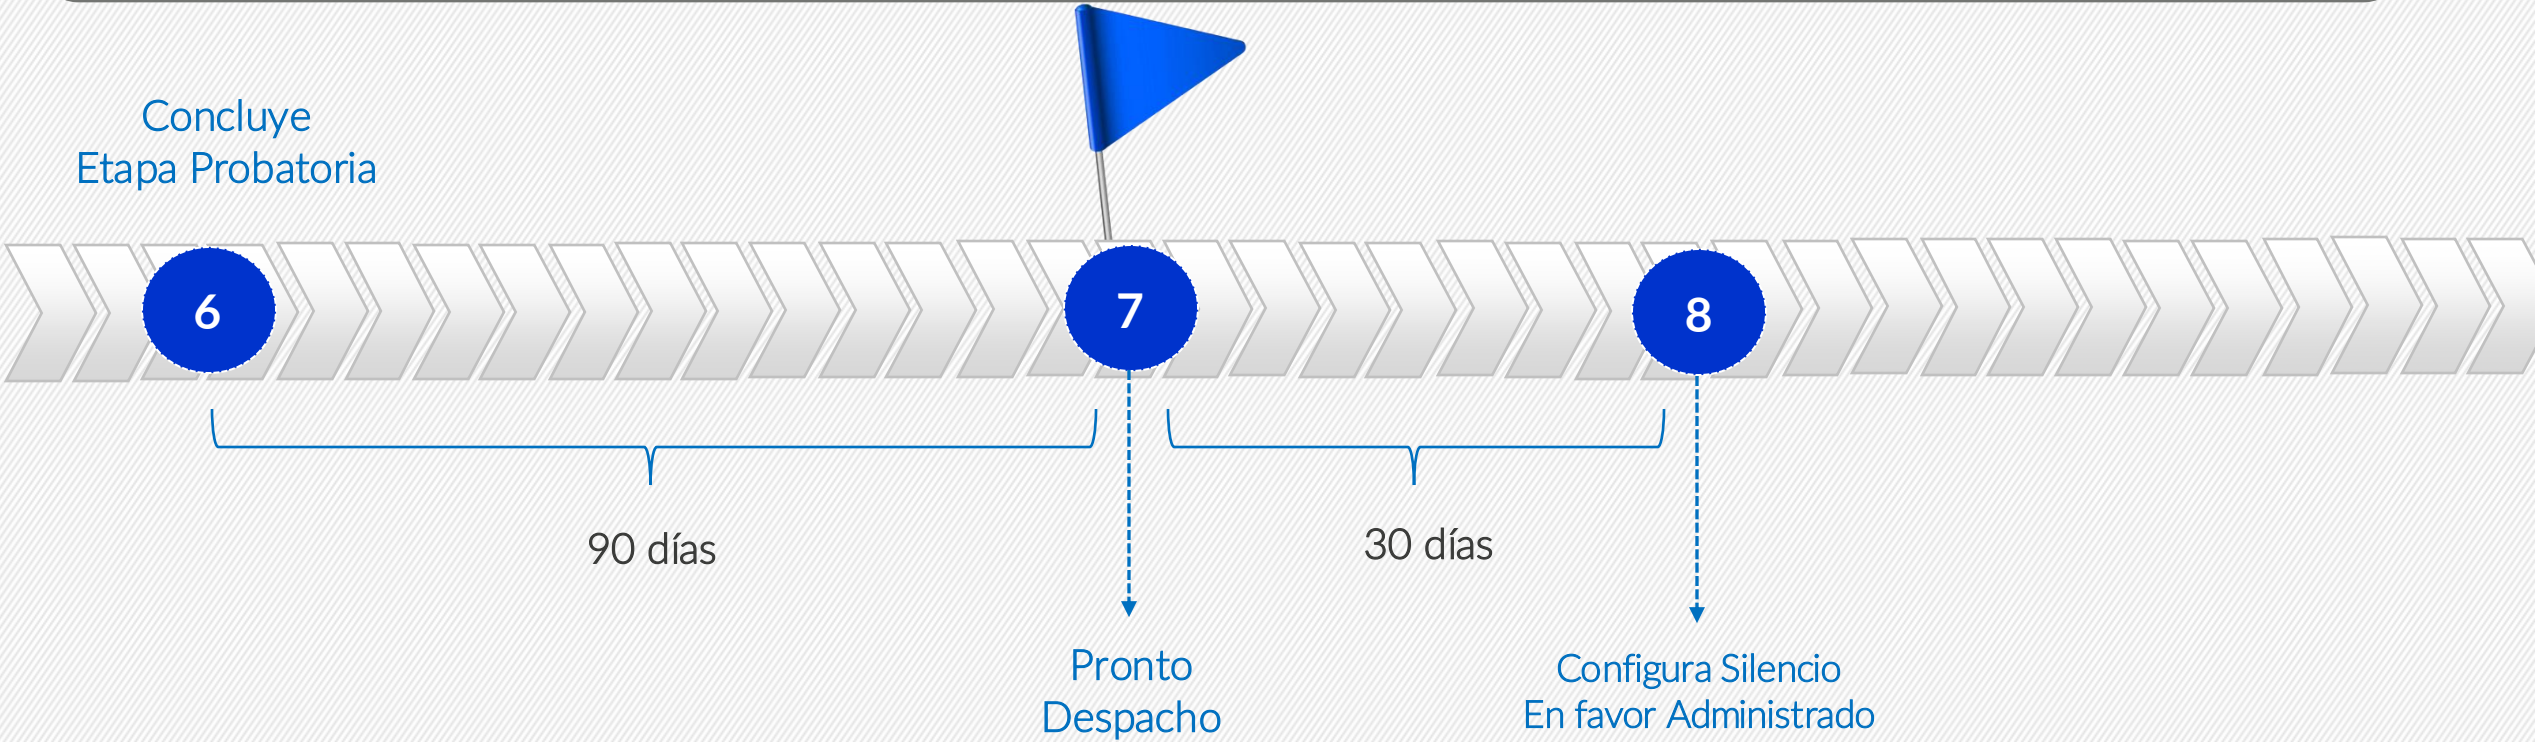 Concluye
Etapa Probatoria
6
7
8
90 días
30 días
Pronto
Despacho
Configura Silencio
En favor Administrado